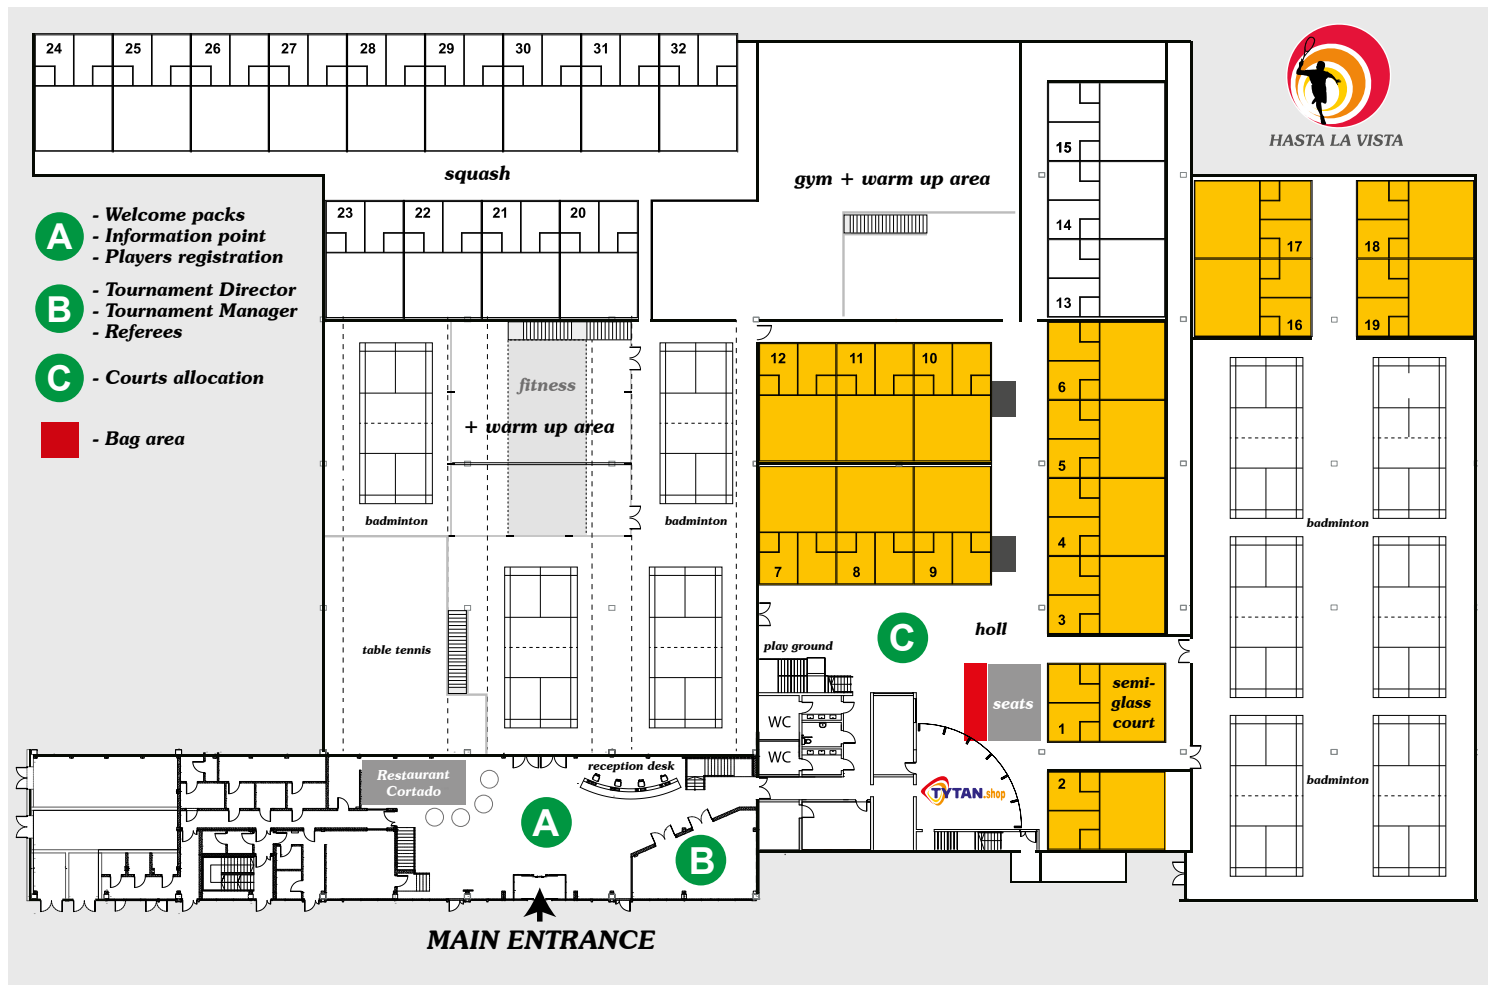 24 25 26 27 28 29 30 31 32
HASTA LA VISTA
squash
gym + warm up area
15
14
13
23 22 21 20
17 18
16 19
A
- Welcome packs
- Information point
- Players registration
B
- Tournament Director
- Tournament Manager
- Referees
C
- Courts allocation
- Bag area
fitness
+ warm up area
badminton
badminton
12 11 10
7 8 9
6
5
4
3
badminton
table tennis
play ground
C
holl
seats
semi-
glass
court
1
WC
WC
2
TYTAN.shop
badminton
reception desk
Restaurant
Cortado
A
B
MAIN ENTRANCE